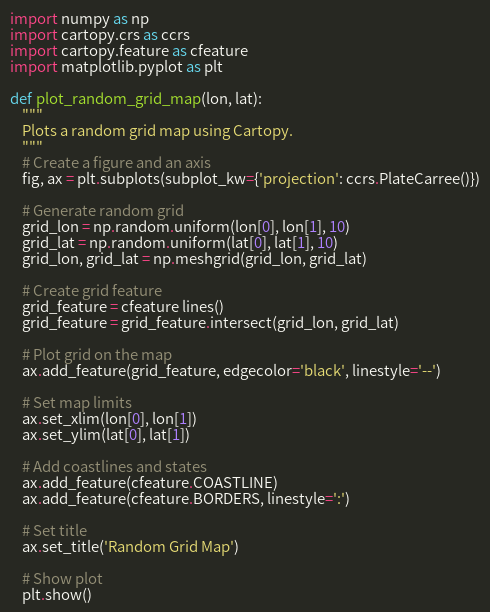 import numpy as np
import cartopy.crs as ccrs
import cartopy.feature as cfeature
import matplotlib.pyplot as plt

def plot_random_grid_map(lon, lat):
    """
    Plots a random grid map using Cartopy.
    """
    # Create a figure and an axis
    fig, ax = plt.subplots(subplot_kw={'projection': ccrs.PlateCarree()})

    # Generate random grid
    grid_lon = np.random.uniform(lon[0], lon[1], 10)
    grid_lat = np.random.uniform(lat[0], lat[1], 10)
    grid_lon, grid_lat = np.meshgrid(grid_lon, grid_lat)

    # Create grid feature
    grid_feature = cfeature lines()
    grid_feature = grid_feature.intersect(grid_lon, grid_lat)

    # Plot grid on the map
    ax.add_feature(grid_feature, edgecolor='black', linestyle='--')

    # Set map limits
    ax.set_xlim(lon[0], lon[1])
    ax.set_ylim(lat[0], lat[1])

    # Add coastlines and states
    ax.add_feature(cfeature.COASTLINE)
    ax.add_feature(cfeature.BORDERS, linestyle=':')

    # Set title
    ax.set_title('Random Grid Map')

    # Show plot
    plt.show()